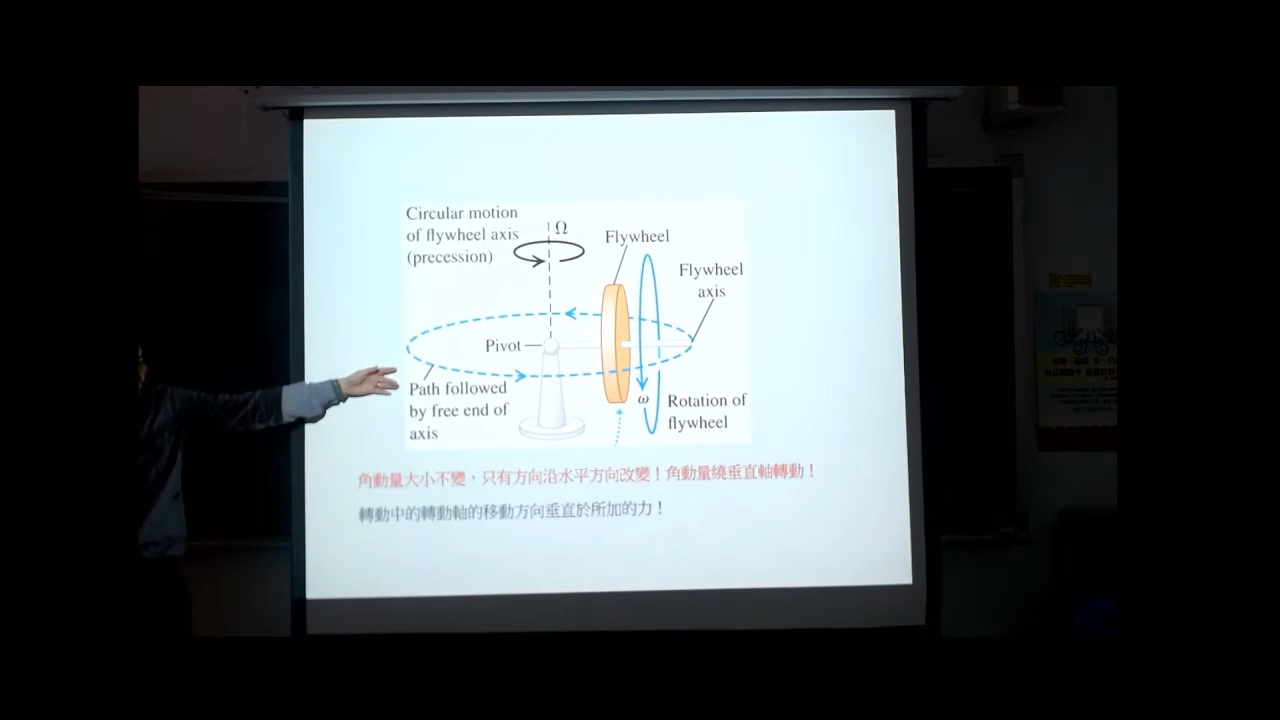 Circular motion
of flywheel axis
(precession)
Ω
Flywheel
Flywheel
axis
Pivot
Path followed
by free end of
axis
ω
Rotation of
flywheel
角動量大小不變，只有方向沿水平方向改變！角動量繞垂直軸轉動！
轉動中的轉動軸的移動方向垂直於所加的力！